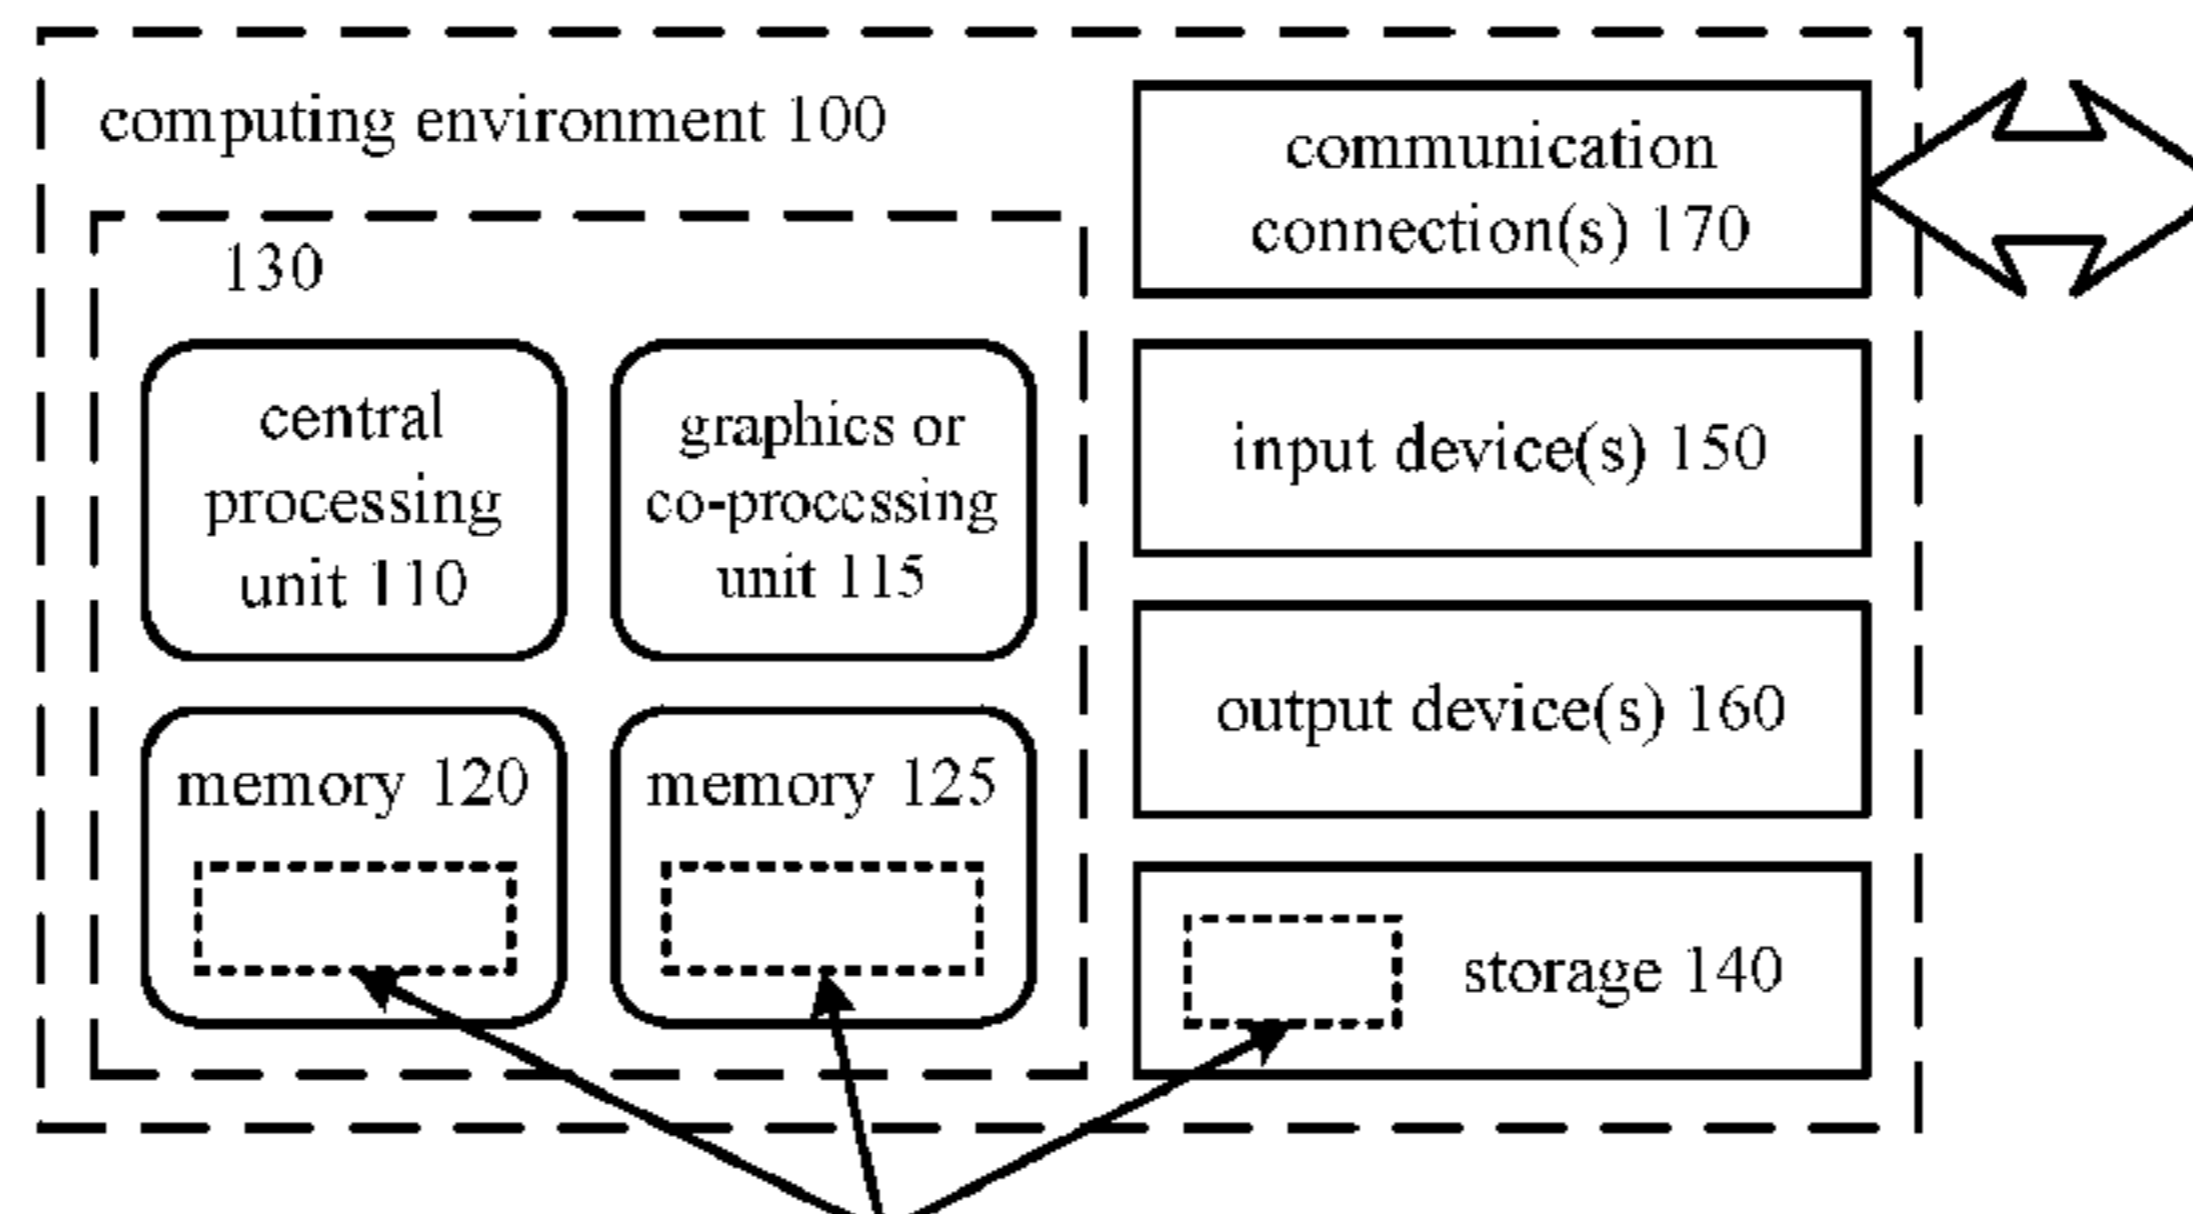 computing environment 100
130
central
processing
unit 110
graphics or
co-processing
unit 115
memory 120
memory 125
communication
connection(s) 170
input device(s) 150
output device(s) 160
storage 140